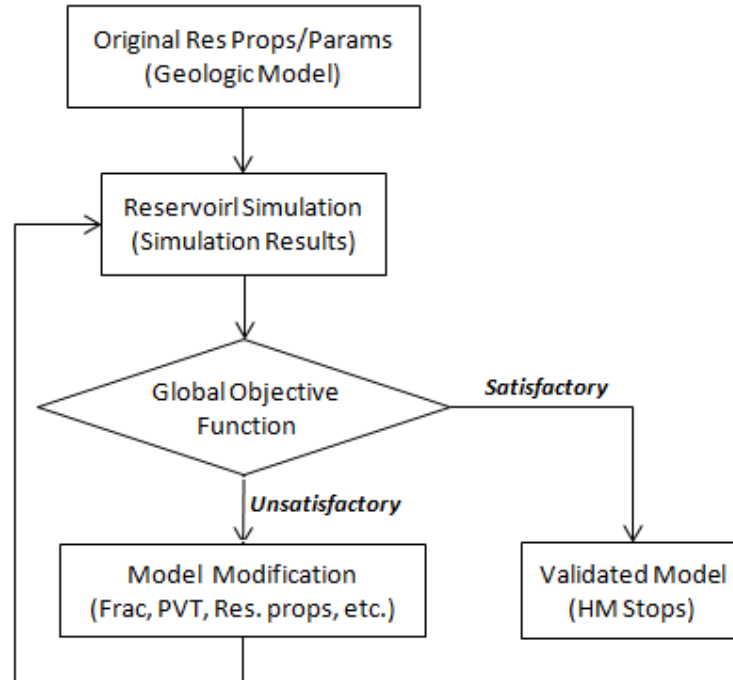 Original Res Props/Params
(Geologic Model)
Reservoirl Simulation
(Simulation Results)
Global Objective
Function
Satisfactory
Unsatisfactory
Model Modification
(Frac, PVT, Res. props, etc.)
Validated Model
(HM Stops)